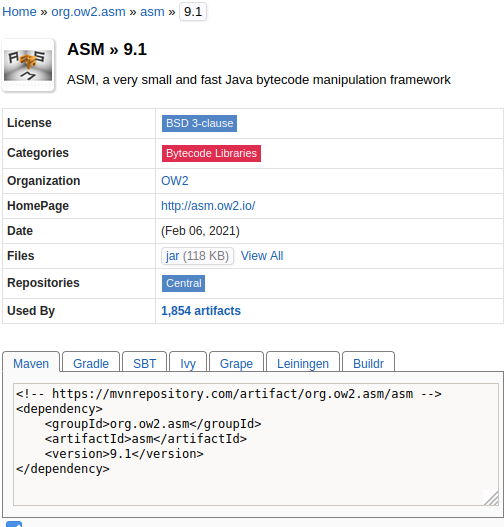 Home » org.ow2.asm » asm » 9.1
ASM » 9.1
ASM, a very small and fast Java bytecode manipulation framework
License BSD 3-clause
Categories Bytecode Libraries
Organization OW2
HomePage http://asm.ow2.io/
Date (Feb 06, 2021)
Files jar (118 KB) View All
Repositories Central
Used By 1,854 artifacts
Maven Gradle SBT Ivy Grape Leiningen Buildr
<!-- https://mvnrepository.com/artifact/org.ow2.asm/asm -->
<dependency>
    <groupId>org.ow2.asm</groupId>
    <artifactId>asm</artifactId>
    <version>9.1</version>
</dependency>